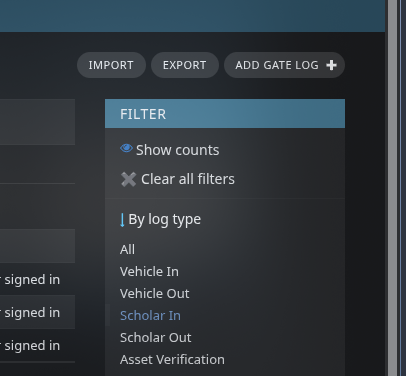 IMPORT
EXPORT
ADD GATE LOG
FILTER
Show counts
Clear all filters
By log type
All
Vehicle In
Vehicle Out
signed in
Scholar In
signed in
Scholar Out
signed in
Asset Verification